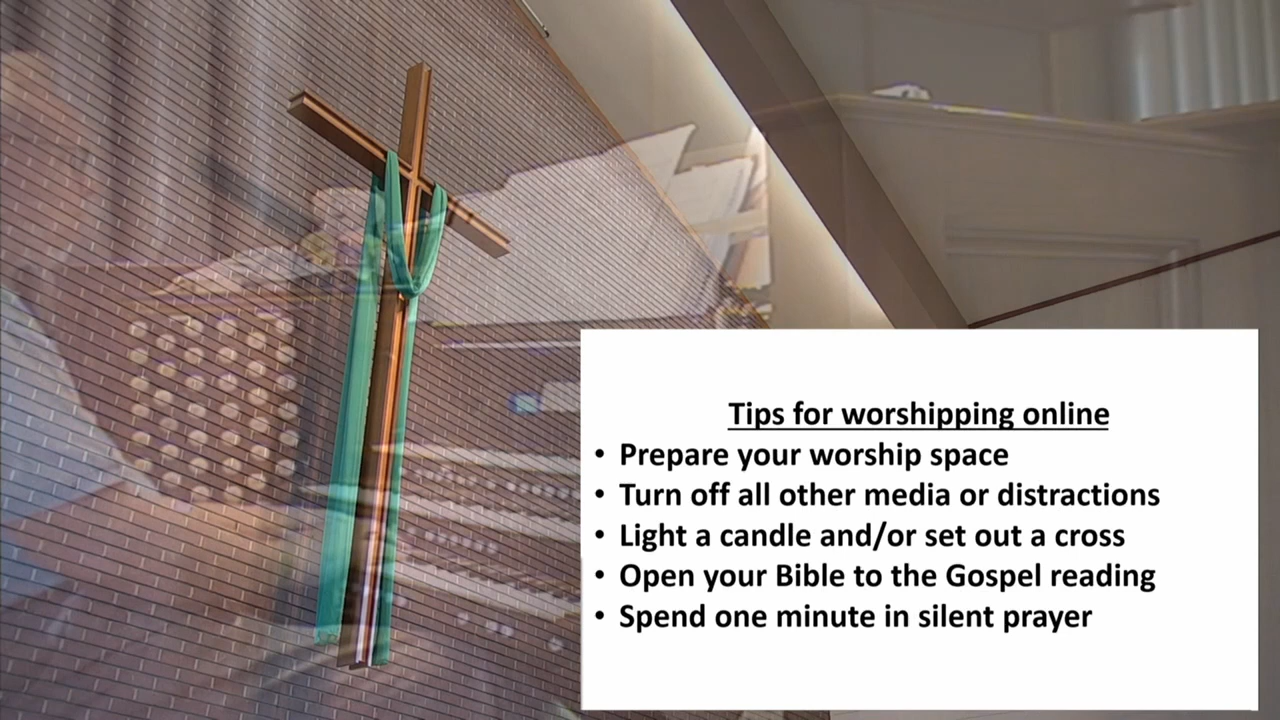 Tips for worshipping online
• Prepare your worship space
• Turn off all other media or distractions
• Light a candle and/or set out a cross
• Open your Bible to the Gospel reading
• Spend one minute in silent prayer